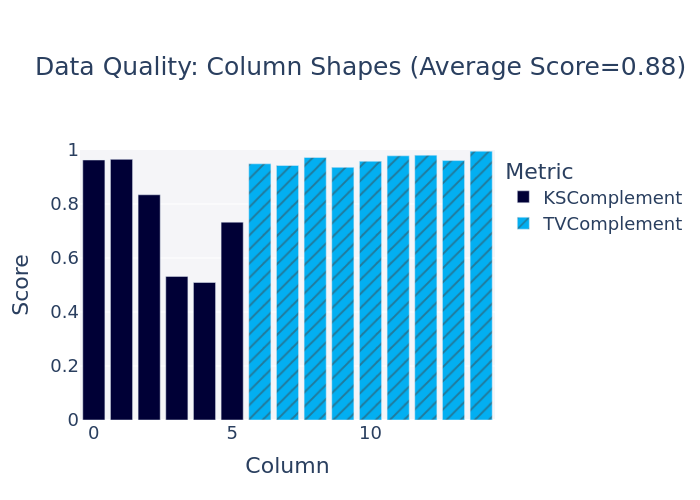 Data Quality: Column Shapes (Average Score=0.88)
1
0.8
0.6
0.4
0.2
0
Score
0 5 10
Column
Metric
KSComplement
TVComplement